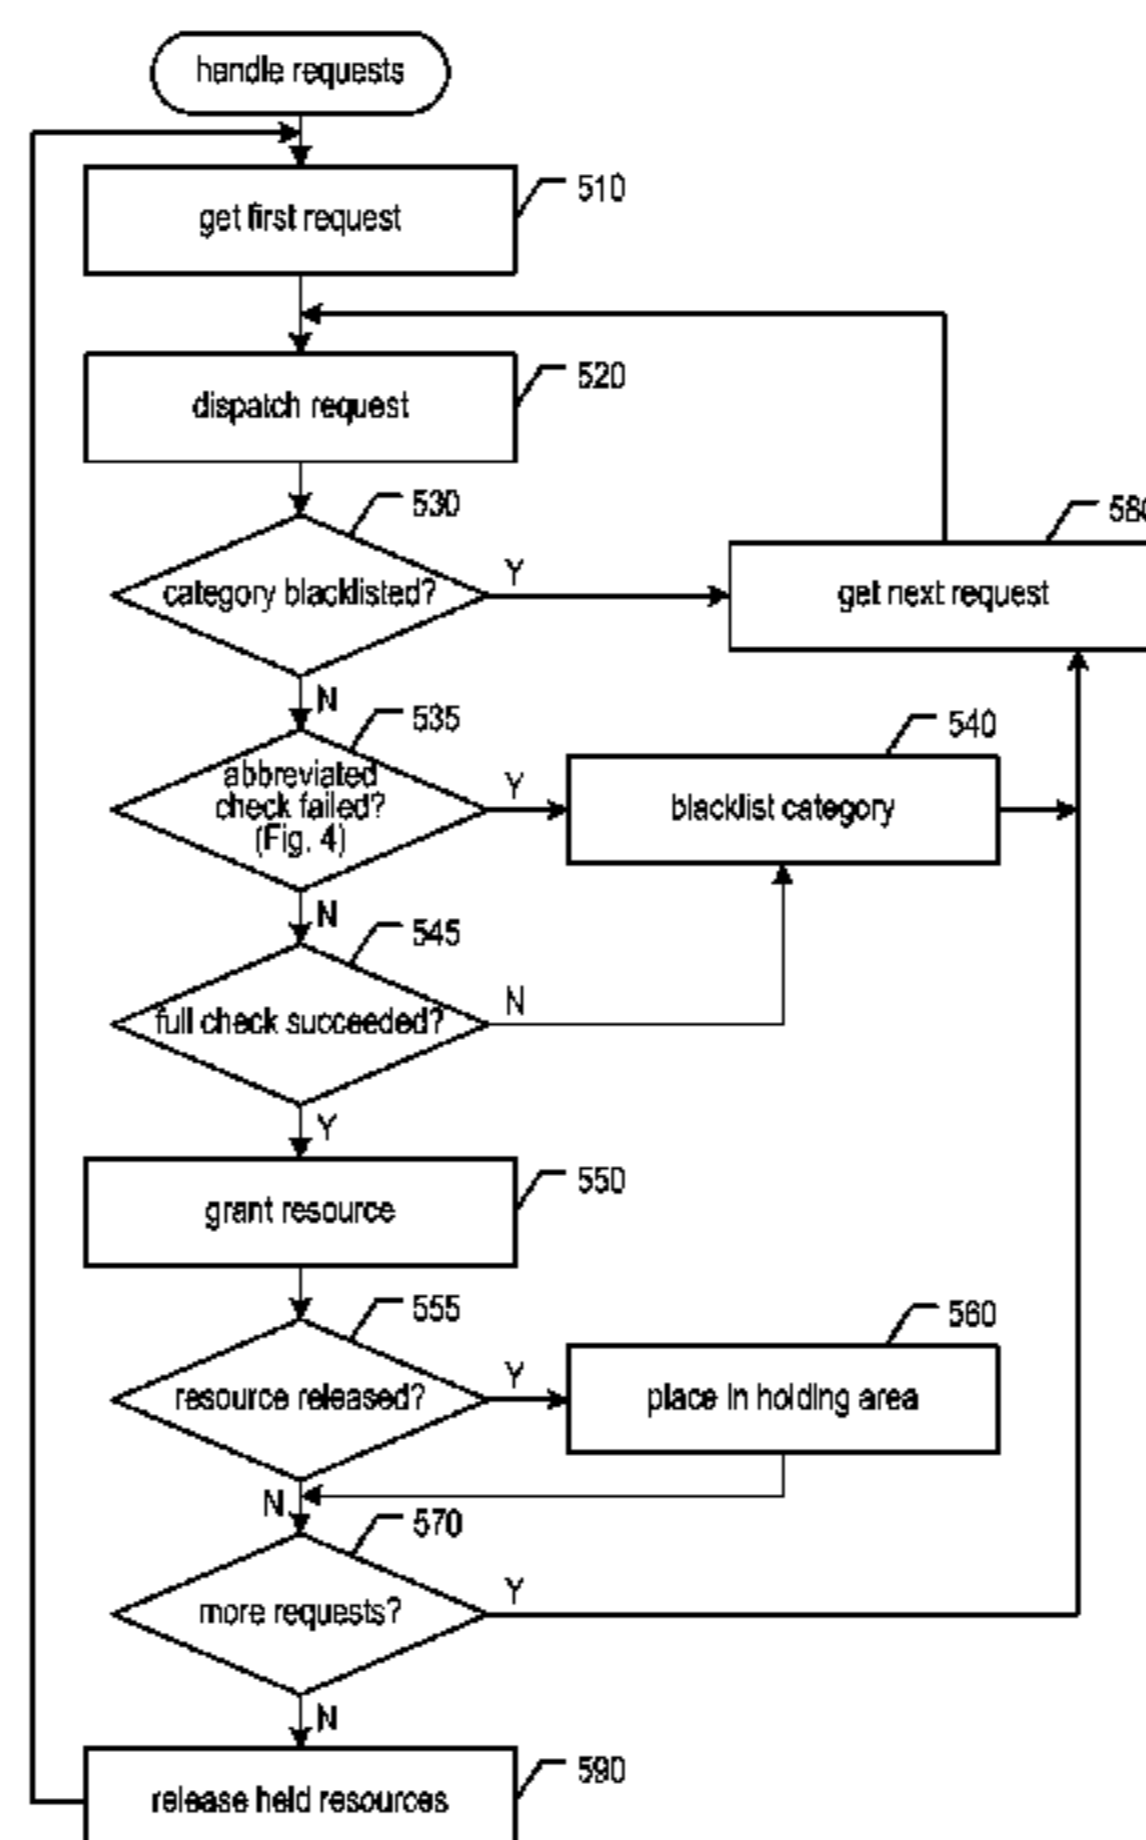 handle requests
510
get first request
520
dispatch request
530
580
category blacklisted?
Y
get next request
N
535
540
abbreviated
check failed?
(Fig. 4)
Y
blacklist category
N
545
full check succeeded?
N
Y
550
grant resource
555
560
resource released?
Y
place in holding area
N
570
more requests?
Y
N
590
release held resources